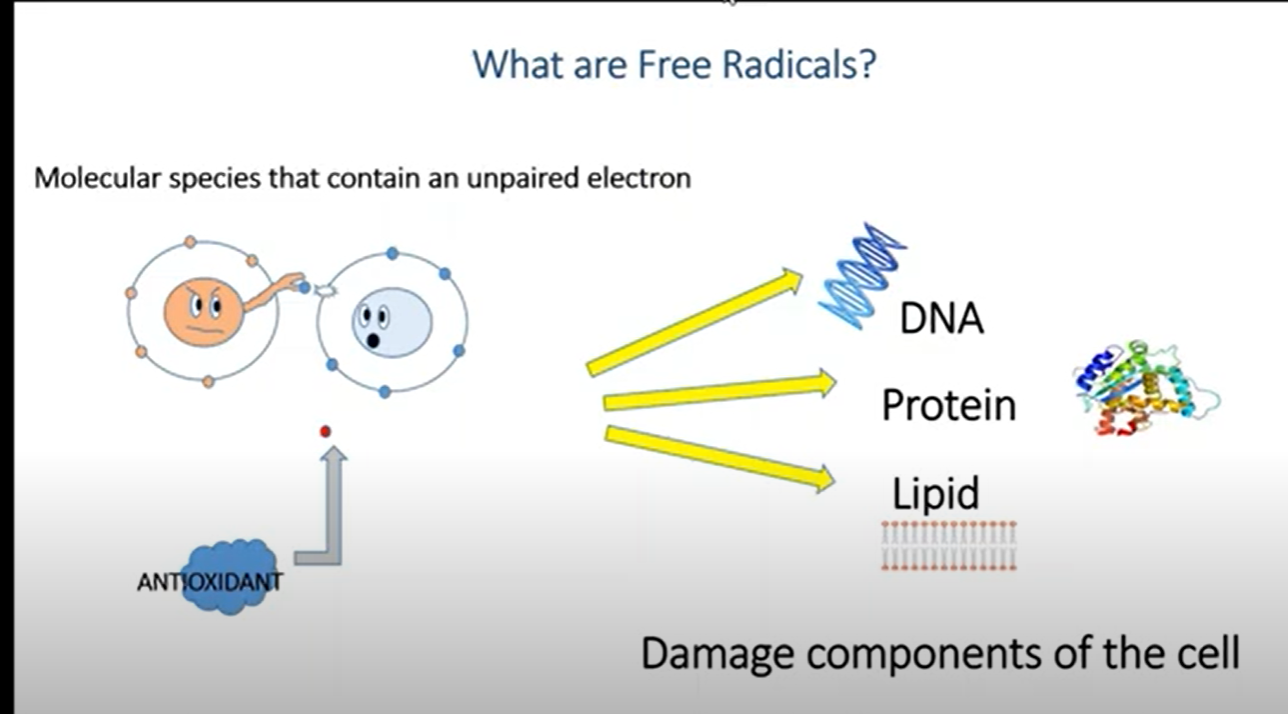 What are Free Radicals?
Molecular species that contain an unpaired electron
DNA
Protein
Lipid
ANTIOXIDANT
Damage components of the cell